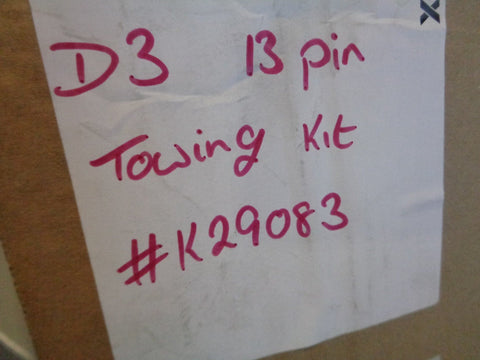 D3 13 pin
Towing Kit
#K29083